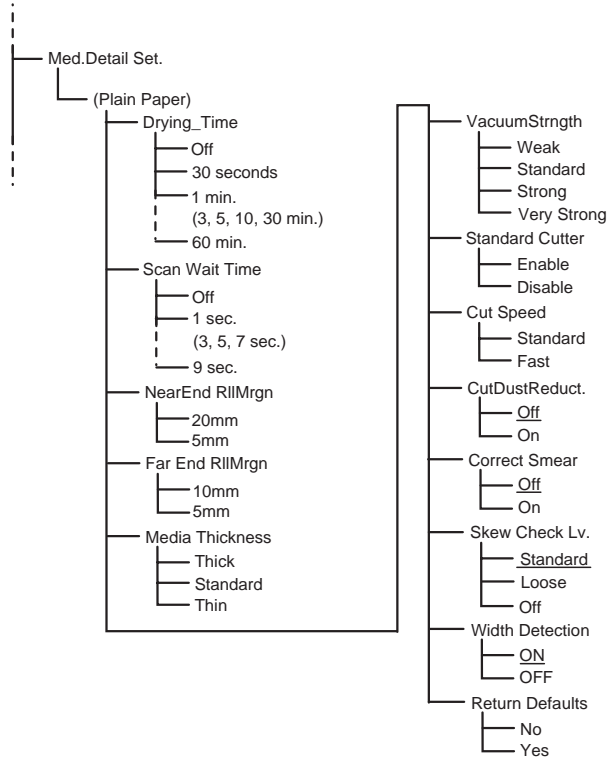 Med.Detail Set.
(Plain Paper)
Drying_Time
Off
30 seconds
1 min.
(3, 5, 10, 30 min.)
60 min.
Scan Wait Time
Off
1 sec.
(3, 5, 7 sec.)
9 sec.
NearEnd RllMrgn
20mm
5mm
Far End RllMrgn
10mm
5mm
Media Thickness
Thick
Standard
Thin
VacuumStrngth
Weak
Standard
Strong
Very Strong
Standard Cutter
Enable
Disable
Cut Speed
Standard
Fast
CutDustReduct.
Off
On
Correct Smear
Off
On
Skew Check Lv.
Standard
Loose
Off
Width Detection
ON
OFF
Return Defaults
No
Yes